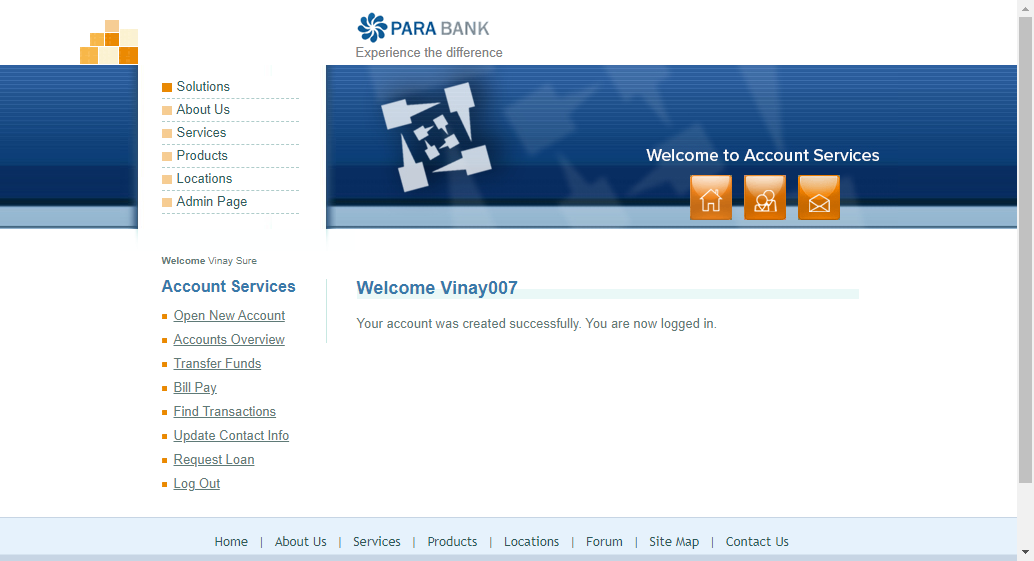 PARA BANK
Experience the difference
Solutions
About Us
Services
Products
Locations
Admin Page
Welcome to Account Services
Welcome Vinay Sure
Account Services
Open New Account
Accounts Overview
Transfer Funds
Bill Pay
Find Transactions
Update Contact Info
Request Loan
Log Out
Welcome Vinay007
Your account was created successfully. You are now logged in.
Home | About Us | Services | Products | Locations | Forum | Site Map | Contact Us